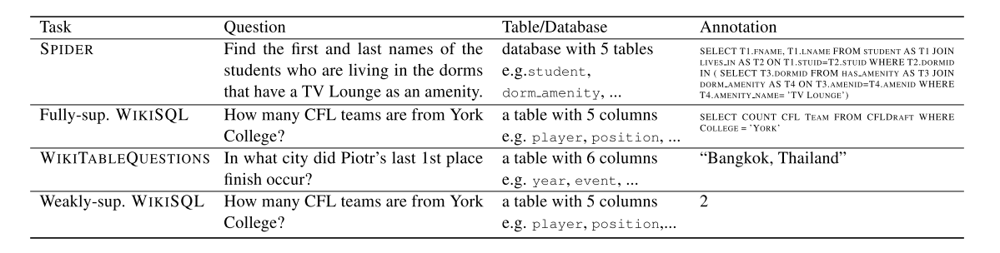 Task Question Table/Database Annotation
SPIDER
Find the first and last names of the
students who are living in the dorms
that have a TV Lounge as an amenity.
database with 5 tables
e.g.student,
dorm_amenity, ...
SELECT T1.FNAME, T1.LNAME FROM STUDENT AS T1 JOIN
LIVES_IN AS T2 ON T1.STUID=T2.STUID WHERE T2.DORMID
IN ( SELECT T3.DORMID FROM HAS_AMENITY AS T3 JOIN
DORM_AMENITY AS T4 ON T3.AMENID=T4.AMENID WHERE
T4.AMENITY_NAME= 'TV LOUNGE')
Fully-sup. WIKISQL
How many CFL teams are from York
College?
a table with 5 columns
e.g. player, position, ...
SELECT COUNT CFL TEAM FROM CFLDRAFT WHERE
COLLEGE = 'YORK'
WIKITABLEQUESTIONS
In what city did Piotr's last 1st place
finish occur?
a table with 6 columns
e.g. year, event, ...
“Bangkok, Thailand”
Weakly-sup. WIKISQL
How many CFL teams are from York
College?
a table with 5 columns
e.g. player, position,...
2